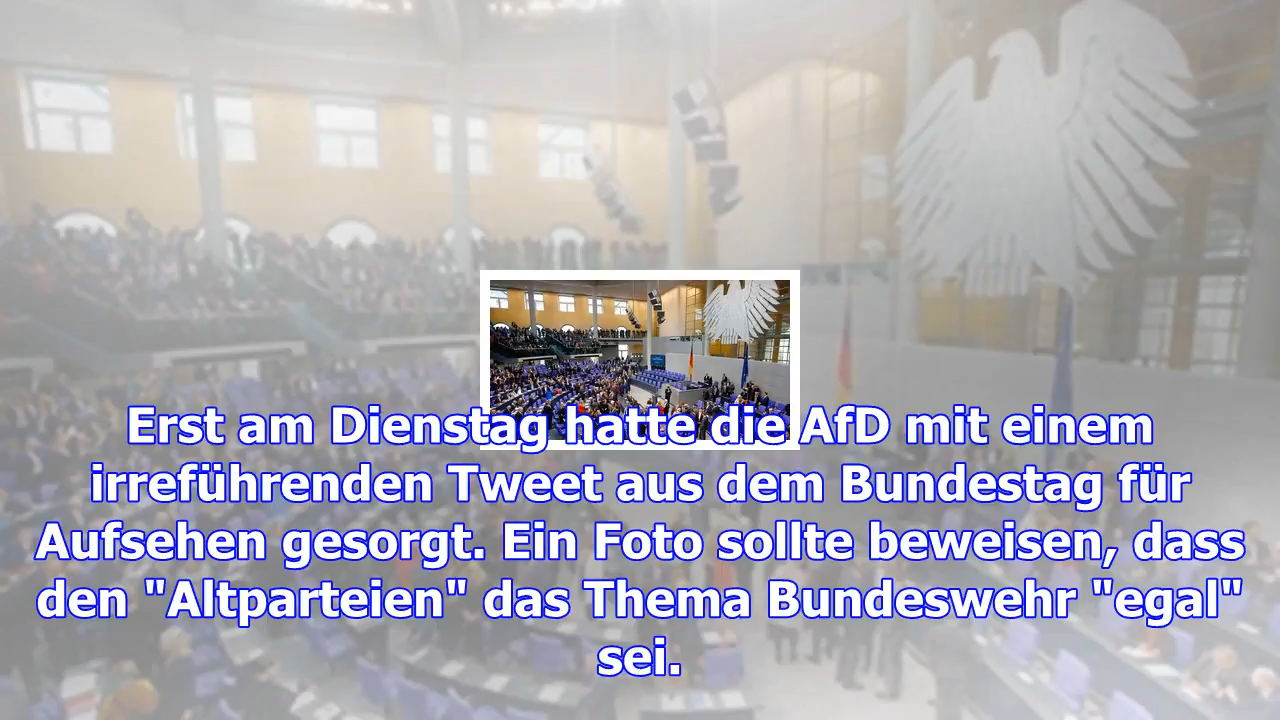 Erst am Dienstag hatte die AfD mit einem
irreführenden Tweet aus dem Bundestag für
Aufsehen gesorgt. Ein Foto sollte beweisen, dass
den "Altparteien" das Thema Bundeswehr "egal"
sei.